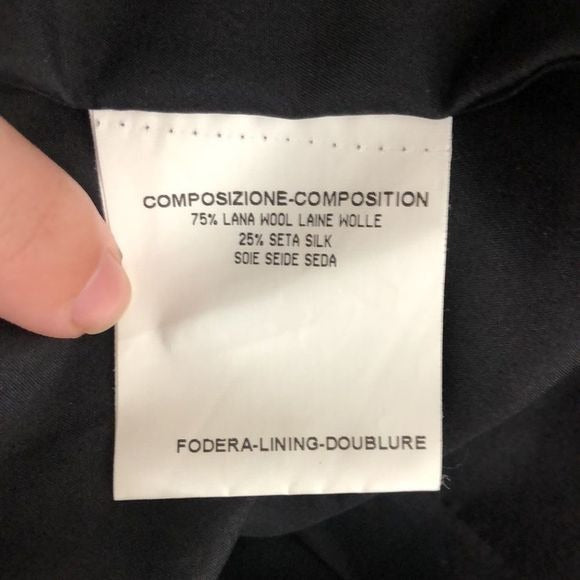 COMPOSIZIONE-COMPOSITION
75% LANA WOOL LAINE WOLLE
25% SETA SILK
SOIE SEIDE SEDA
FODERA-LINING-DOUBLURE